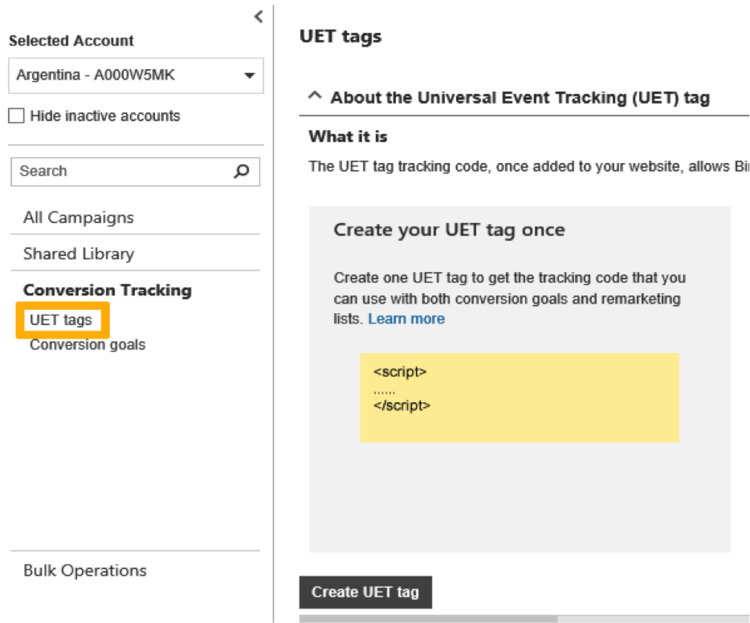 Selected Account
Argentina - A000W5MK
Hide inactive accounts
Search
All Campaigns
Shared Library
Conversion Tracking
UET tags
Conversion goals
Bulk Operations
UET tags
About the Universal Event Tracking (UET) tag
What it is
The UET tag tracking code, once added to your website, allows
Create your UET tag once
Create one UET tag to get the tracking code that you
can use with both conversion goals and remarketing
lists. Learn more
<script>
......
</script>
Create UET tag